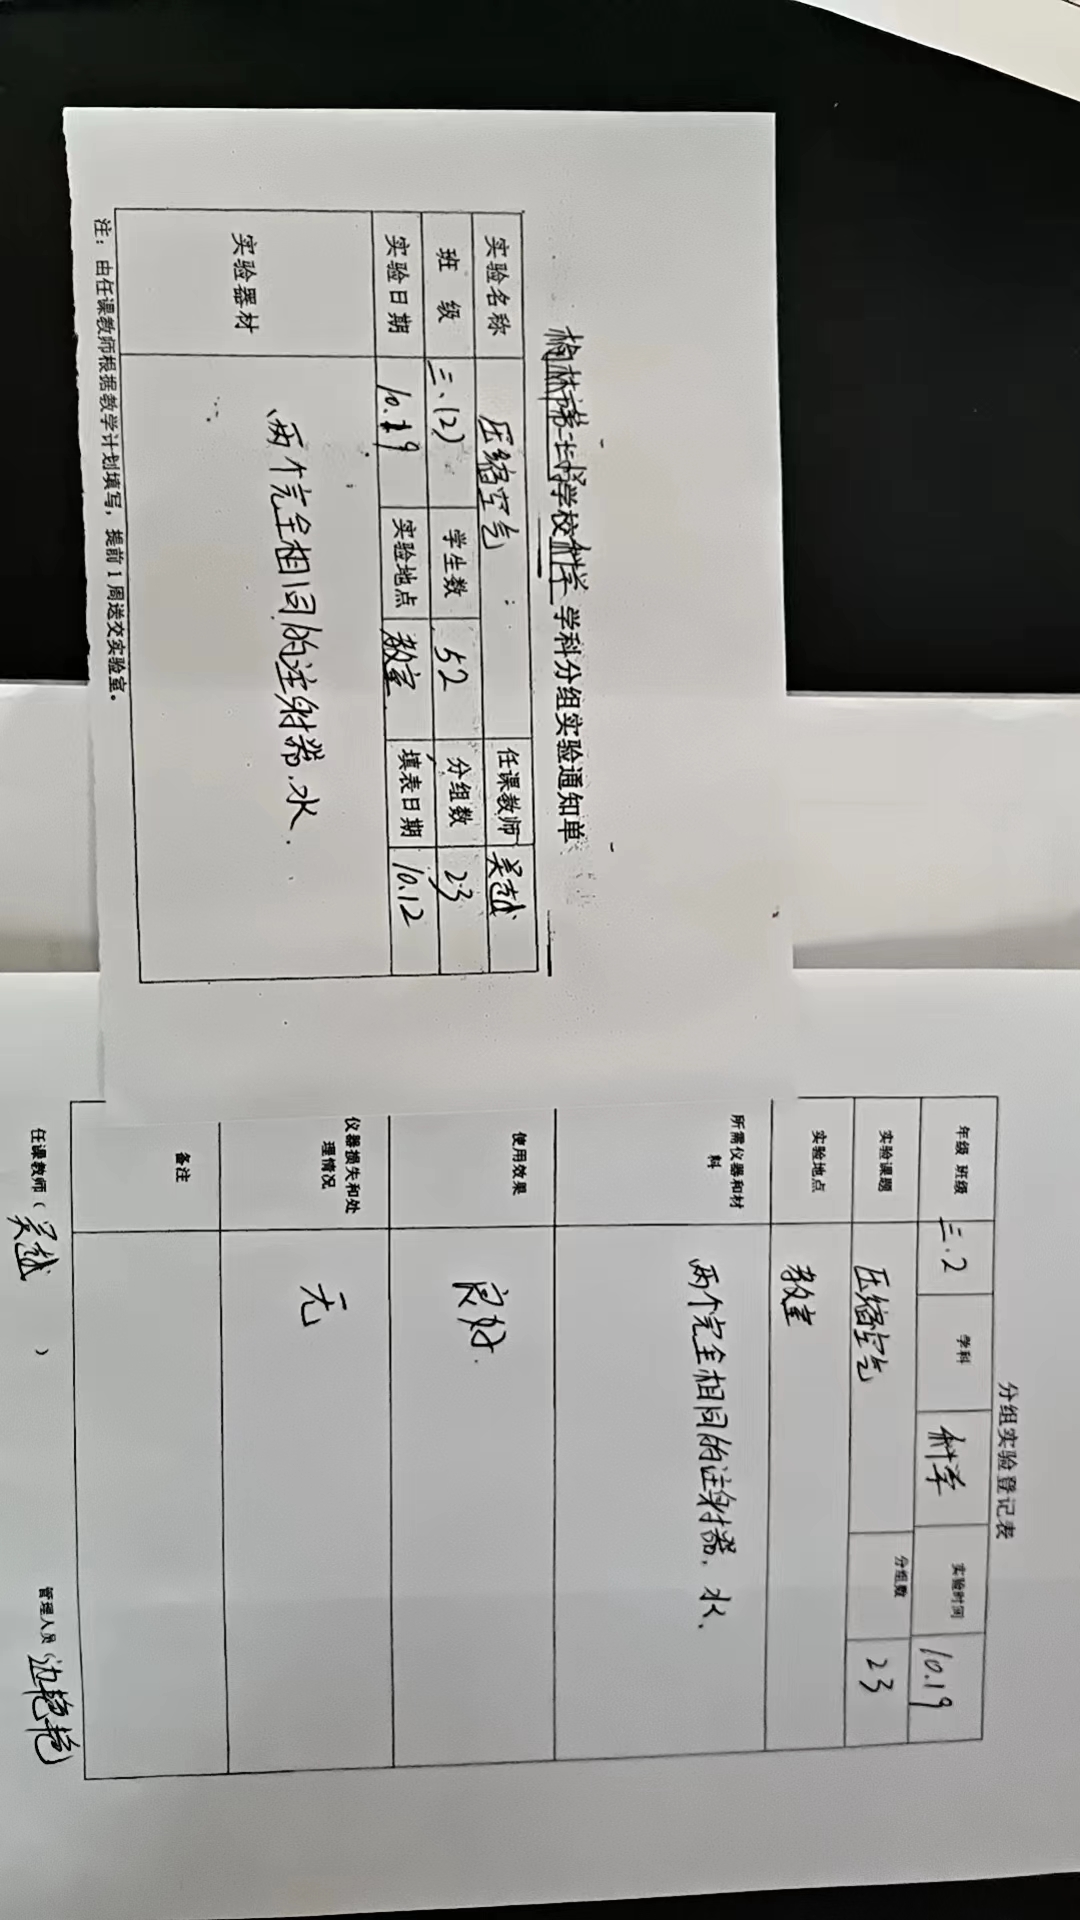 学校科学学科分组实验通知单
实验名称 压缩空气 任课教师 吴越
班 级 三.(2) 学生数 52 分组数 23
实验日期 10.19 实验地点 教室 填表日期 10.12
实验器材 两个完全相同的注射器、水.
注：由任课教师根据教学计划填写，提前1周送交实验室。
分组实验登记表
年级 班级 三.2 学科 科学 实验时间 10.19
实验课题 压缩空气 分组数 23
实验地点 教室
所需仪器和材
料
两个完全相同的注射器、水、
使用效果 良好.
仪器损失和处
理情况
无
备注
任课教师（吴越 ） 管理人员（边艳艳